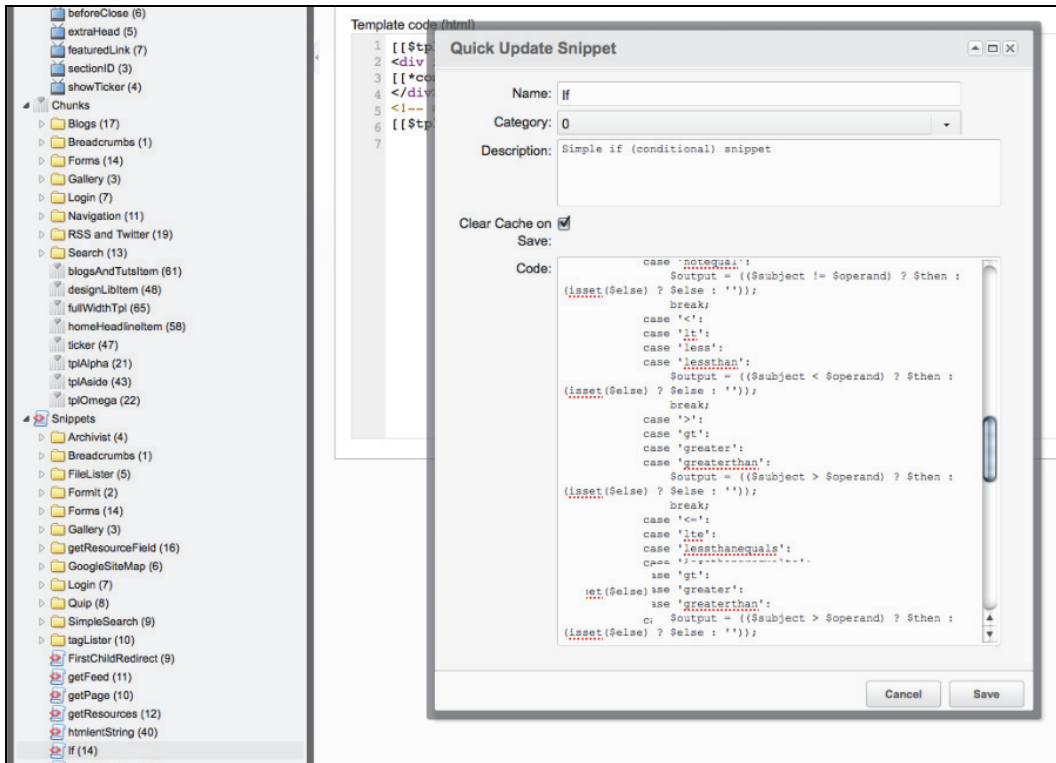 beforeClose (6)
extraHead (5)
featuredLink (7)
sectionID (3)
showTicker (4)
Chunks
Blogs (17)
Breadcrumbs (1)
Forms (14)
Gallery (3)
Login (7)
Navigation (11)
RSS and Twitter (19)
Search (13)
blogsAndTutsItem (61)
designLibItem (48)
fullWidthTpl (65)
homeHeadlineItem (58)
ticker (47)
tplAlpha (21)
tplAside (43)
tplOmega (22)
Snippets
Archivist (4)
Breadcrumbs (1)
FileLister (5)
FormIt (2)
Forms (14)
Gallery (3)
getResourceField (16)
GoogleSiteMap (6)
Login (7)
Quip (8)
SimpleSearch (9)
tagLister (10)
FirstChildRedirect (9)
getFeed (11)
getPage (10)
getResources (12)
htmlentString (40)
If (14)
Template code (html)
1 [[$tp
2 <div
3 [[*co
4 </div>
5 <!--
6 [[$tp
7
Quick Update Snippet
Name: If
Category: 0
Description: Simple if (conditional) snippet
Clear Cache on
Save:
Code:
case 'notequal':
$output = (($subject != $operand) ? $then :
(isset($else) ? $else : ''));
break;
case '<':
case 'lt':
case 'less':
case 'lessthan':
$output = (($subject < $operand) ? $then :
(isset($else) ? $else : ''));
break;
case '>':
case 'gt':
case 'greater':
case 'greaterthan':
$output = (($subject > $operand) ? $then :
(isset($else) ? $else : ''));
break;
case '<=':
case 'lte':
case 'lessthanequals':
ase 'gt':
set($else) ase 'greater':
ase 'greaterthan':
$output = (($subject > $operand) ? $then :
(isset($else) ? $else : ''));
Cancel
Save